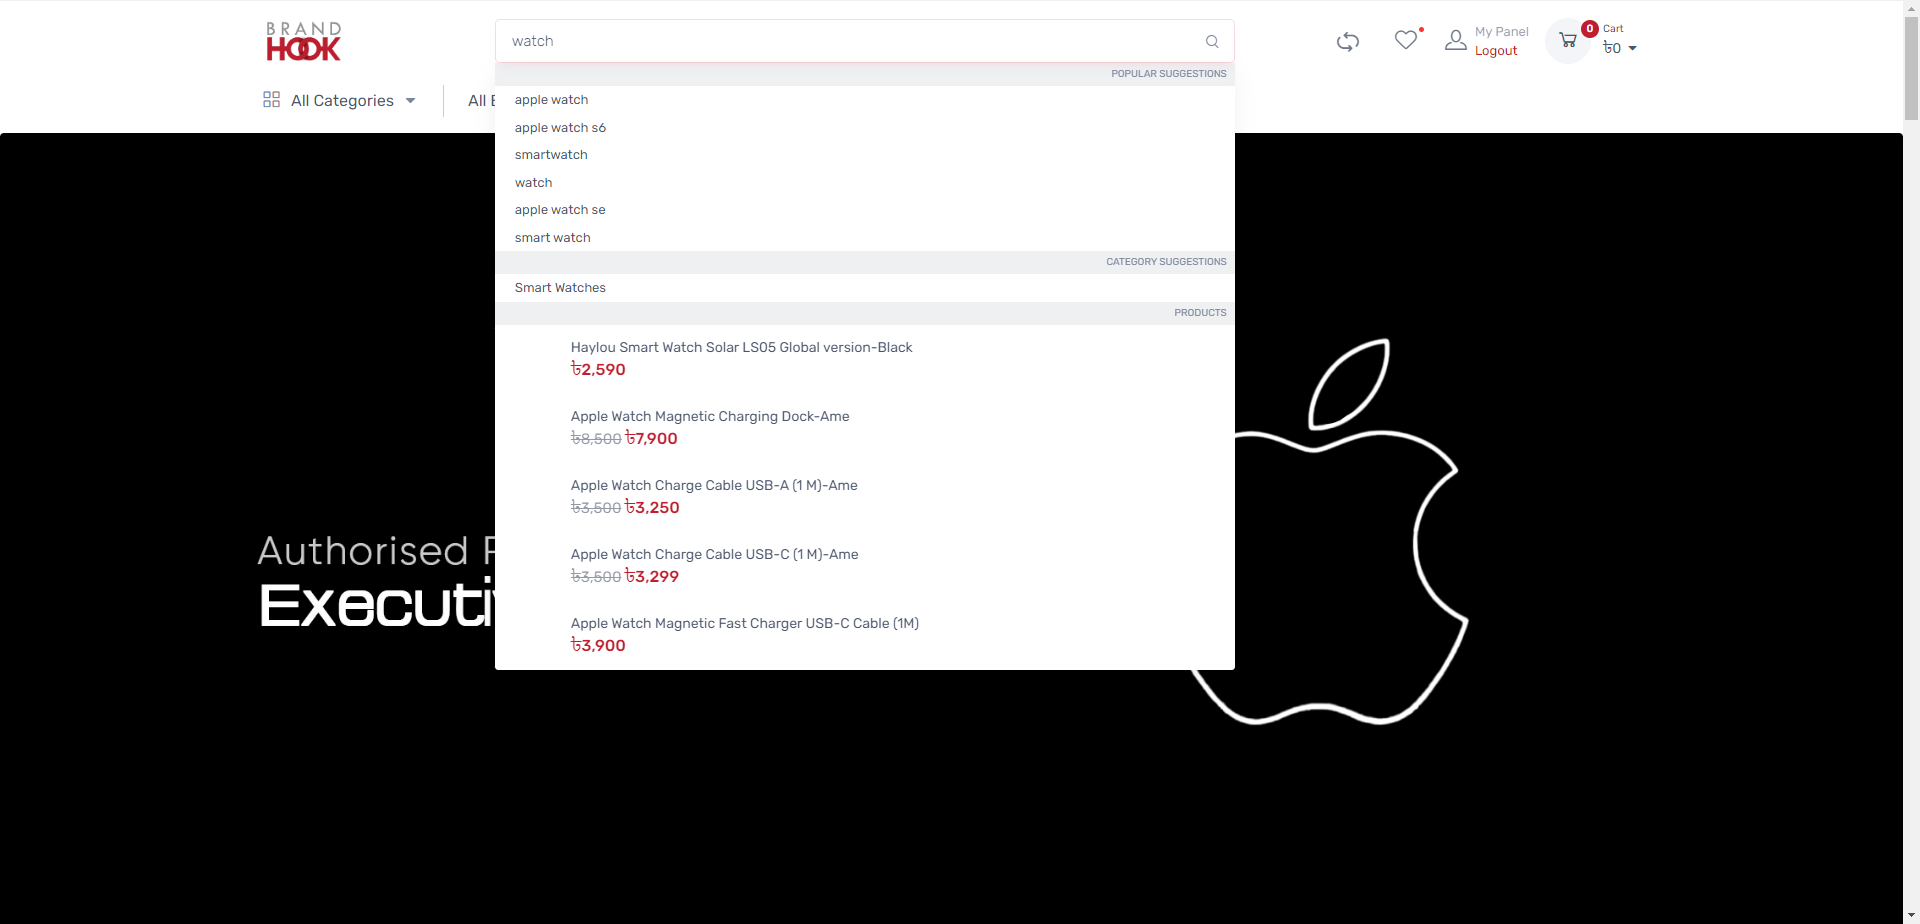 BRAND
HOOK
watch
My Panel
Logout
0
Cart
৳0
All Categories
All
POPULAR SUGGESTIONS
apple watch
apple watch s6
smartwatch
watch
apple watch se
smart watch
CATEGORY SUGGESTIONS
Smart Watches
PRODUCTS
Haylou Smart Watch Solar LS05 Global version-Black
৳2,590
Apple Watch Magnetic Charging Dock-Ame
৳8,500 ৳7,900
Apple Watch Charge Cable USB-A (1 M)-Ame
৳3,500 ৳3,250
Apple Watch Charge Cable USB-C (1 M)-Ame
৳3,500 ৳3,299
Apple Watch Magnetic Fast Charger USB-C Cable (1M)
৳3,900
Authorised
Executi